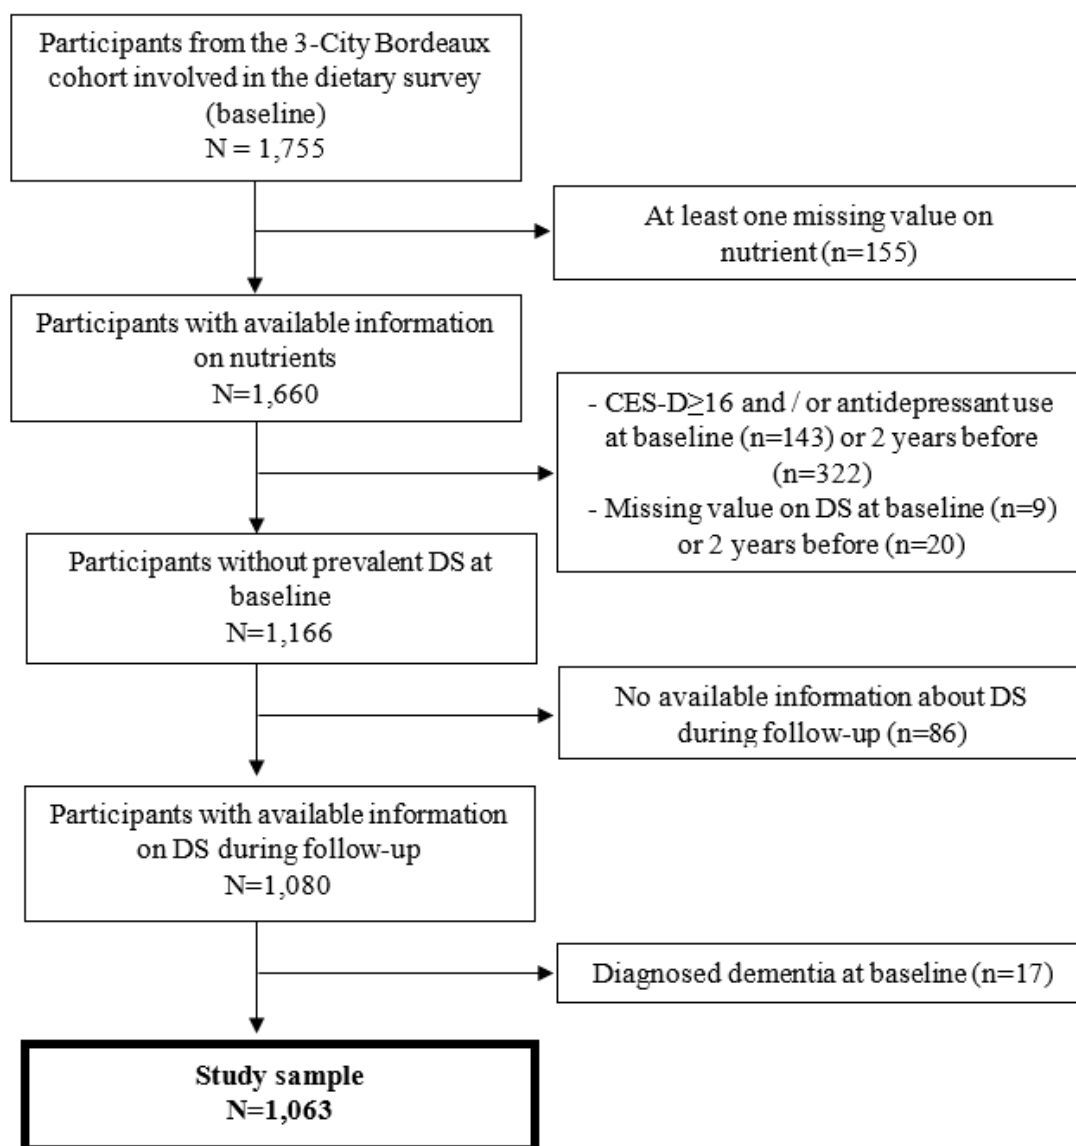 Participants from the 3-City Bordeaux
cohort involved in the dietary survey
(baseline)
N = 1,755
At least one missing value on
nutrient (n=155)
Participants with available information
on nutrients
N=1,660
- CES-D≥16 and / or antidepressant use
at baseline (n=143) or 2 years before
(n=322)
- Missing value on DS at baseline (n=9)
or 2 years before (n=20)
Participants without prevalent DS at
baseline
N=1,166
No available information about DS
during follow-up (n=86)
Participants with available information
on DS during follow-up
N=1,080
Diagnosed dementia at baseline (n=17)
Study sample
N=1,063